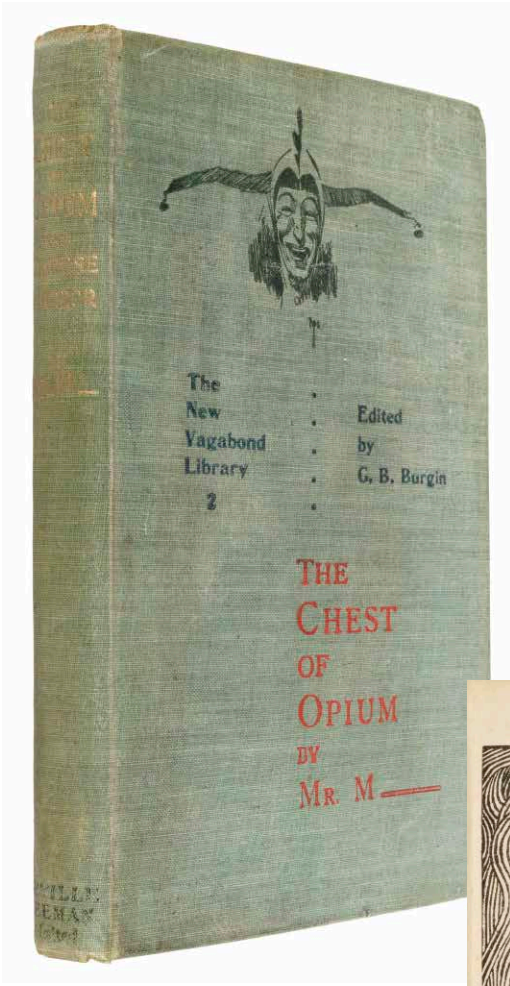 The
New
Vagabond
Library
2
Edited
by
G. B. Burgin
THE
CHEST
OF
OPIUM
BY
MR. M